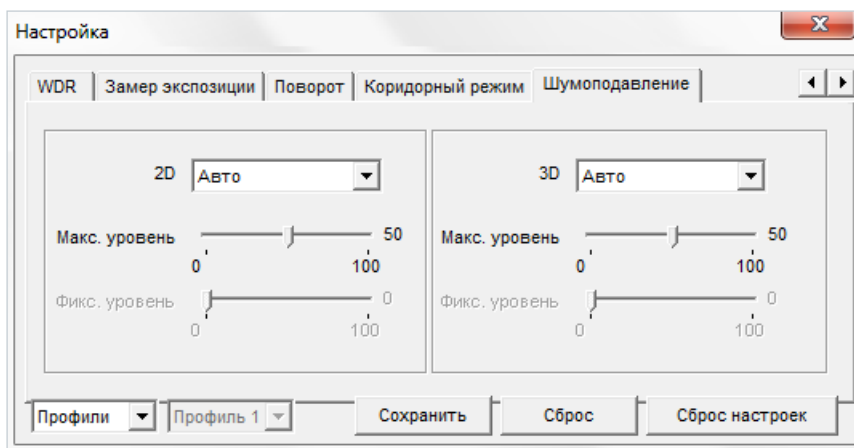 Настройка
WDR Замер экспозиции Поворот Коридорный режим Шумоподавление
2D Авто 3D Авто
Макс. уровень 50 Макс. уровень 50
0 100 0 100
Фикс. уровень 0 Фикс. уровень 0
0 100 0 100
Профили Профиль 1 Сохранить Сброс Сброс настроек